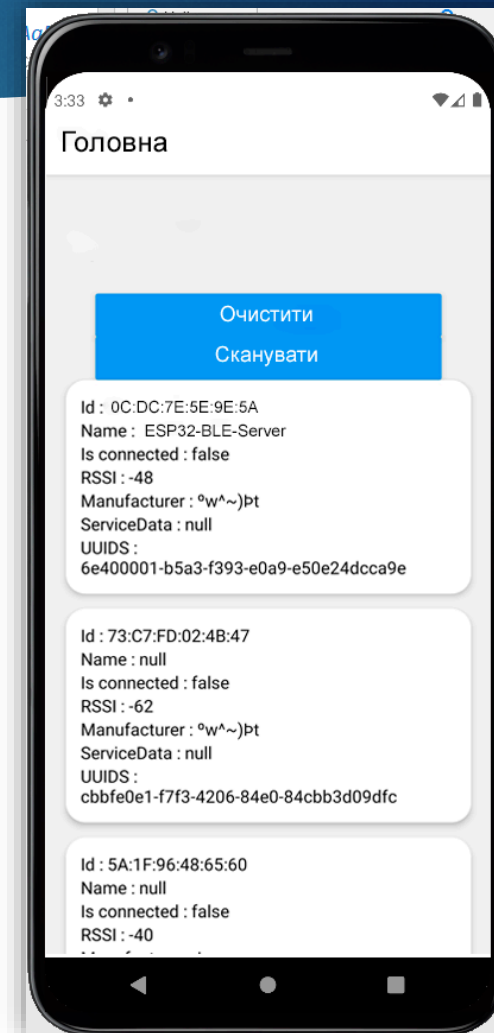 3:33
Головна
Очистити
Сканувати
Id : 0C:DC:7E:5E:9E:5A
Name : ESP32-BLE-Server
Is connected : false
RSSI : -48
Manufacturer : ºw^~)Þt
ServiceData : null
UUIDS :
6e400001-b5a3-f393-e0a9-e50e24dcca9e
Id : 73:C7:FD:02:4B:47
Name : null
Is connected : false
RSSI : -62
Manufacturer : ºw^~)Þt
ServiceData : null
UUIDS :
cbbfe0e1-f7f3-4206-84e0-84cbb3d09dfc
Id : 5A:1F:96:48:65:60
Name : null
Is connected : false
RSSI : -40